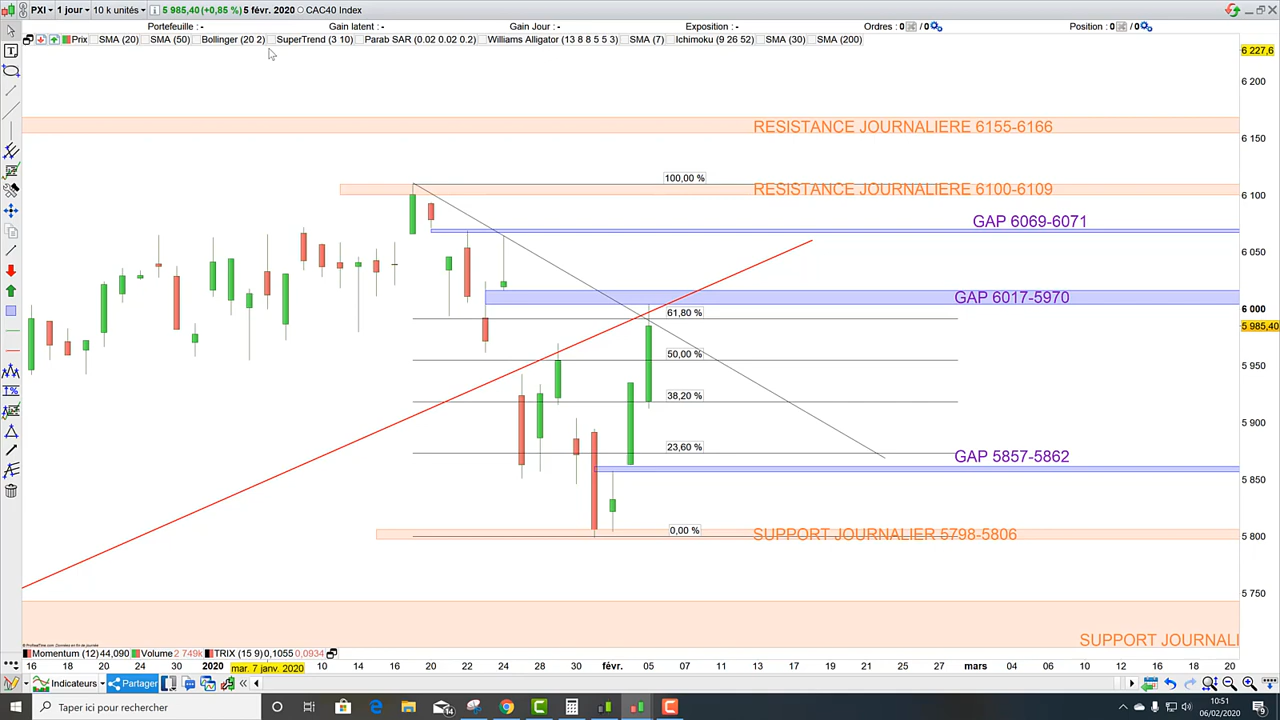 PXI 1 jour 10 k unités 5 985,40 (+0,85 %) 5 févr. 2020 CAC40 Index
Portefeuille : - Gain latent : - Gain Jour : - Exposition : - Ordres : 0 /0 Position : 0 /0
Prix SMA (20) SMA (50) Bollinger (20 2) SuperTrend (3 10) Parab SAR (0.02 0.02 0.2) Williams Alligator (13 8 8 5 5 3) SMA (7) Ichimoku (9 26 52) SMA (30) SMA (200)
6 227,6
6 200
RESISTANCE JOURNALIERE 6155-6166
6 150
100,00 %
RESISTANCE JOURNALIERE 6100-6109
6 100
GAP 6069-6071
6 050
GAP 6017-5970
6 000
61,80 %
5 985,40
50,00 %
5 950
38,20 %
5 900
23,60 %
GAP 5857-5862
5 850
0,00 %
SUPPORT JOURNALIER 5798-5806
5 800
5 750
SUPPORT JOURNALI
Momentum (12) 44,090 Volume 2 749k TRIX (15 9) 0,1055 0,0934
16 18 20 24 27 30 2020 mar. 7 janv. 2020 10 14 16 20 22 24 28 30 févr. 05 07 11 13 17 19 21 25 27 mars 04 06 10 12 16 18 20
Indicateurs Partager
Taper ici pour rechercher
14
10:51
06/02/2020
9